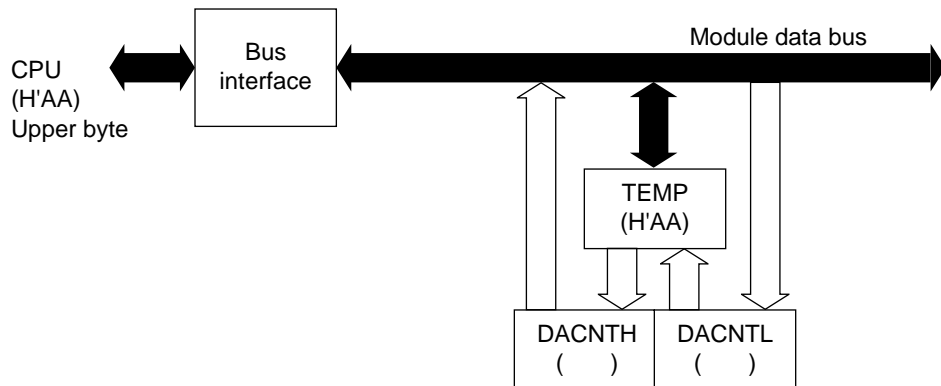 Module data bus
Bus
interface
CPU
(H'AA)
Upper byte
TEMP
(H'AA)
DACNTH
(      )
DACNTL
(      )